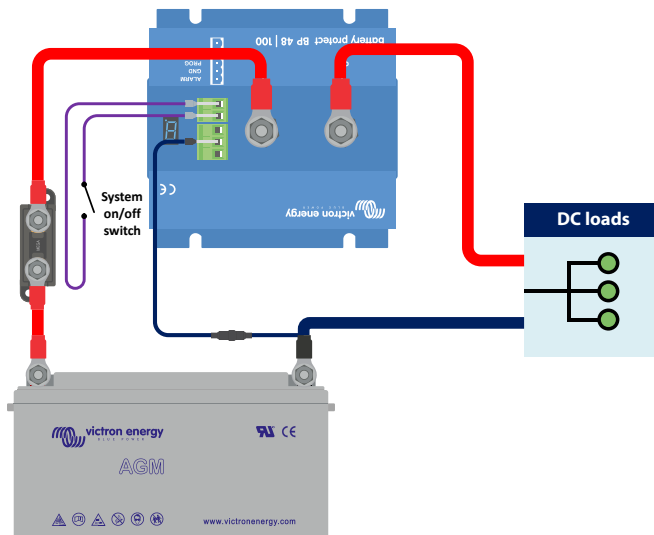 battery protect BP 48 | 100
PROG
GND
ALARM
System
on/off
switch
CE
victron energy
BLUE POWER
DC loads
victron energy
BLUE POWER
CE
AGM
www.victronenergy.com